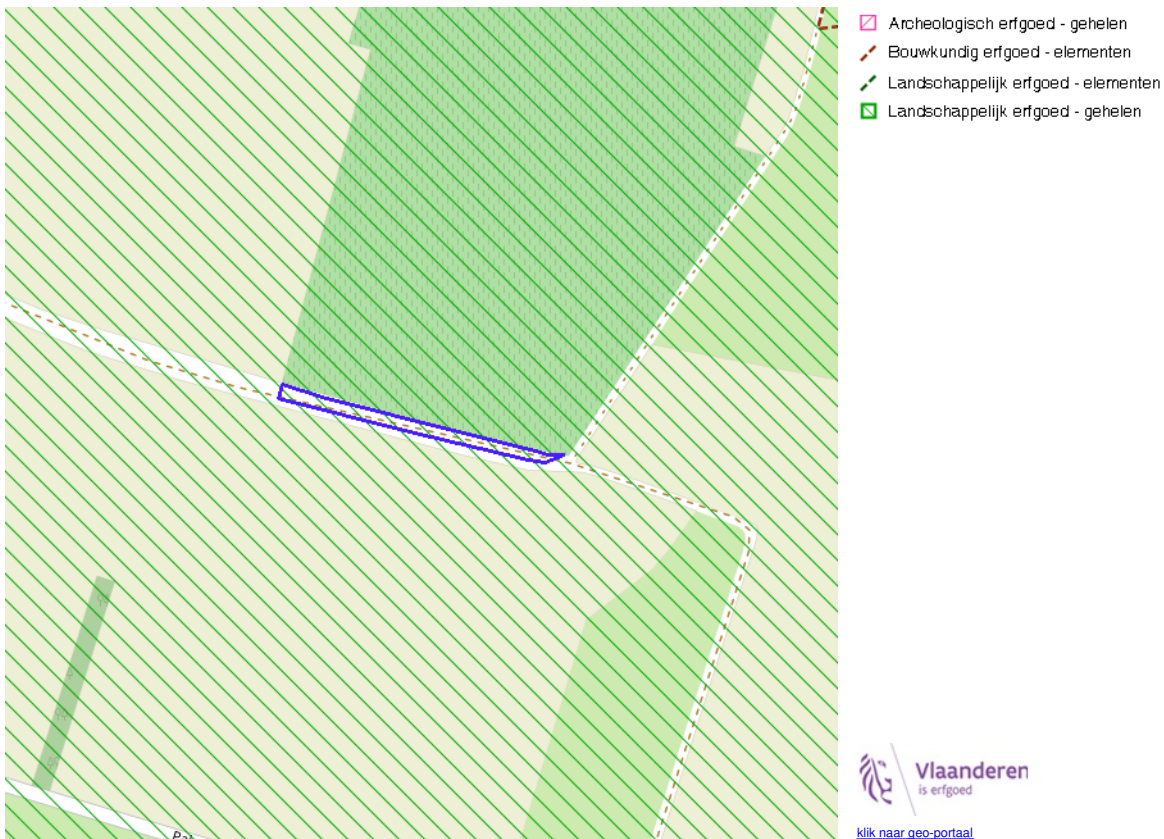 Archeologisch erfgoed - gehelen
Bouwkundig erfgoed - elementen
Landschappelijk erfgoed - elementen
Landschappelijk erfgoed - gehelen
Vlaanderen
is erfgoed
klik naar geo-portaal